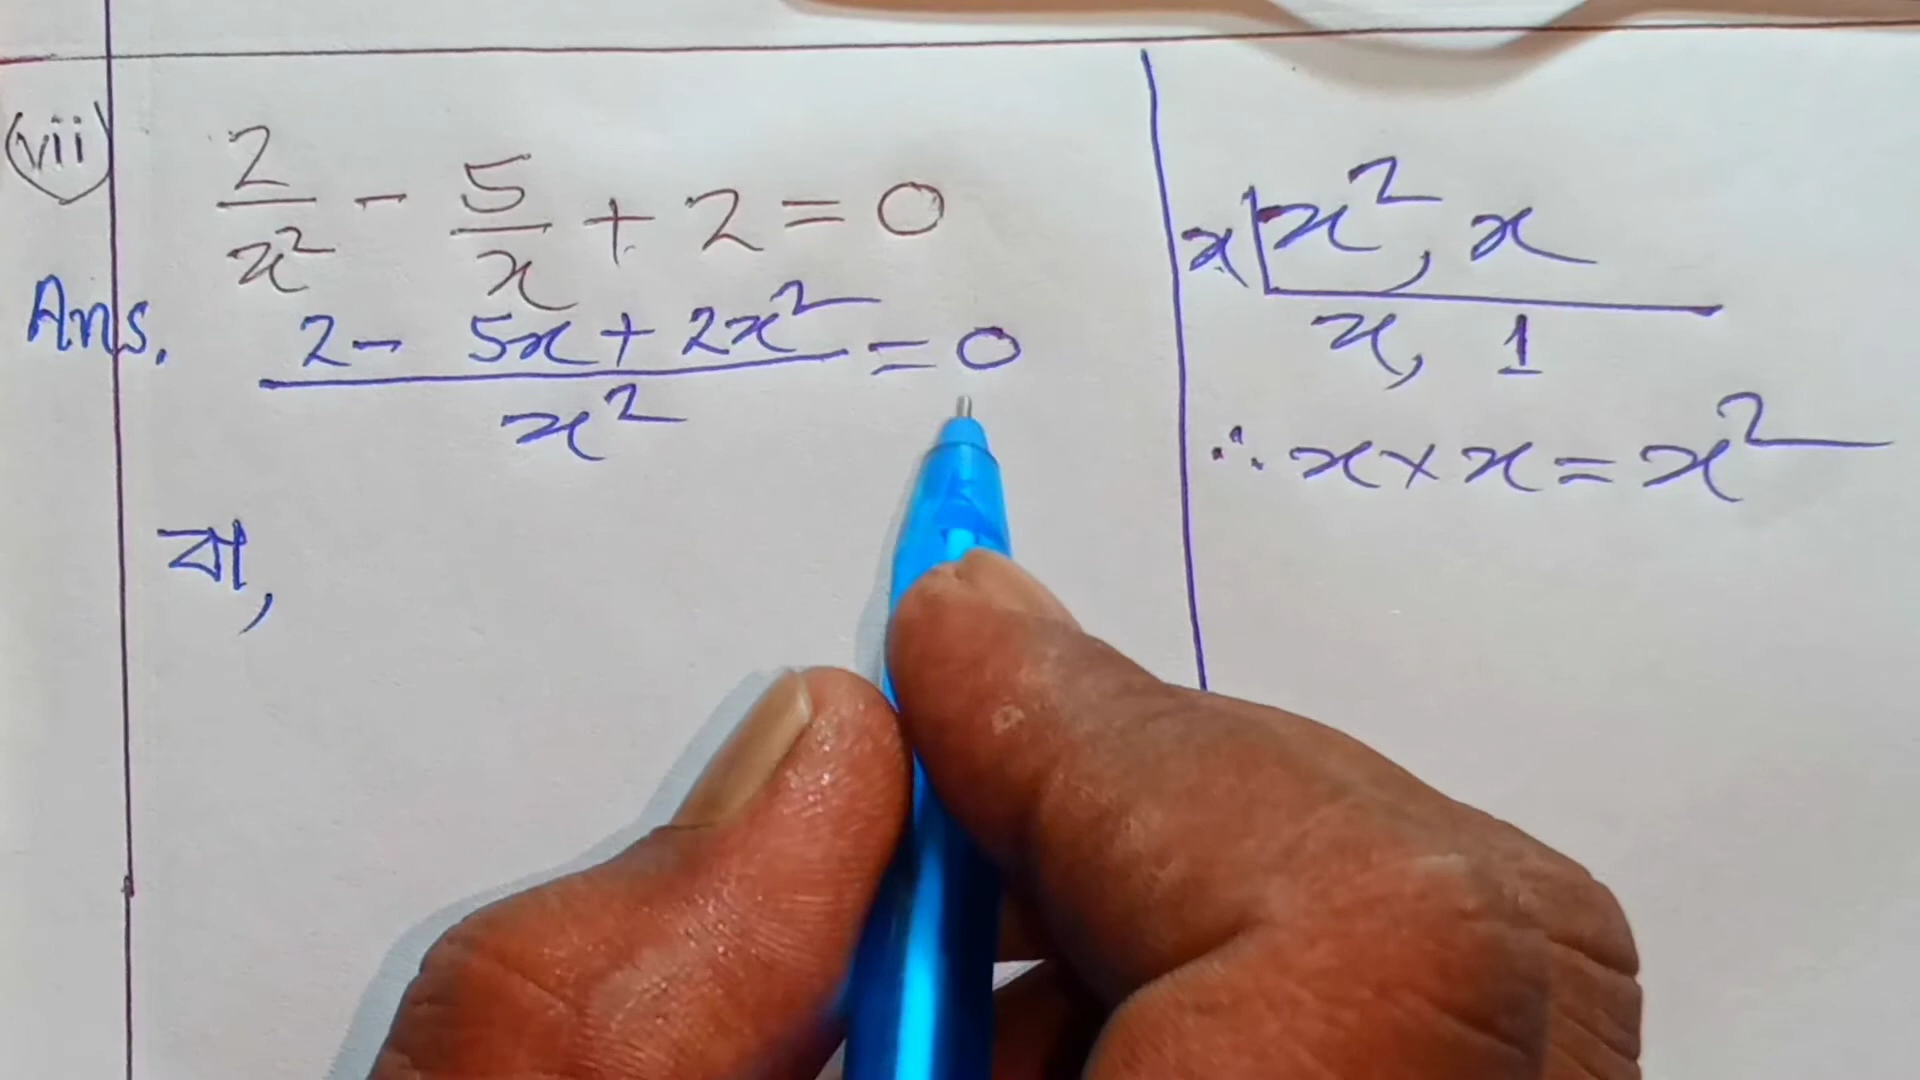 (vii) 2/x² - 5/x + 2 = 0
Ans. (2 - 5x + 2x²)/x² = 0
বা,
x | x², x
x, 1
∴ x × x = x²